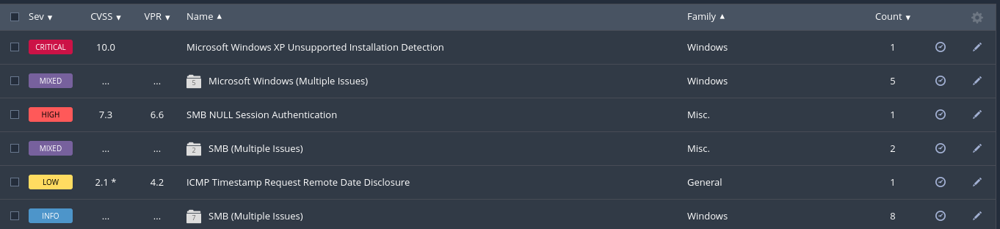 Sev ▼ CVSS ▼ VPR ▼ Name ▲ Family ▲ Count ▼
CRITICAL 10.0 Microsoft Windows XP Unsupported Installation Detection Windows 1
MIXED ... ... 5 Microsoft Windows (Multiple Issues) Windows 5
HIGH 7.3 6.6 SMB NULL Session Authentication Misc. 1
MIXED ... ... 2 SMB (Multiple Issues) Misc. 2
LOW 2.1 * 4.2 ICMP Timestamp Request Remote Date Disclosure General 1
INFO ... ... 7 SMB (Multiple Issues) Windows 8